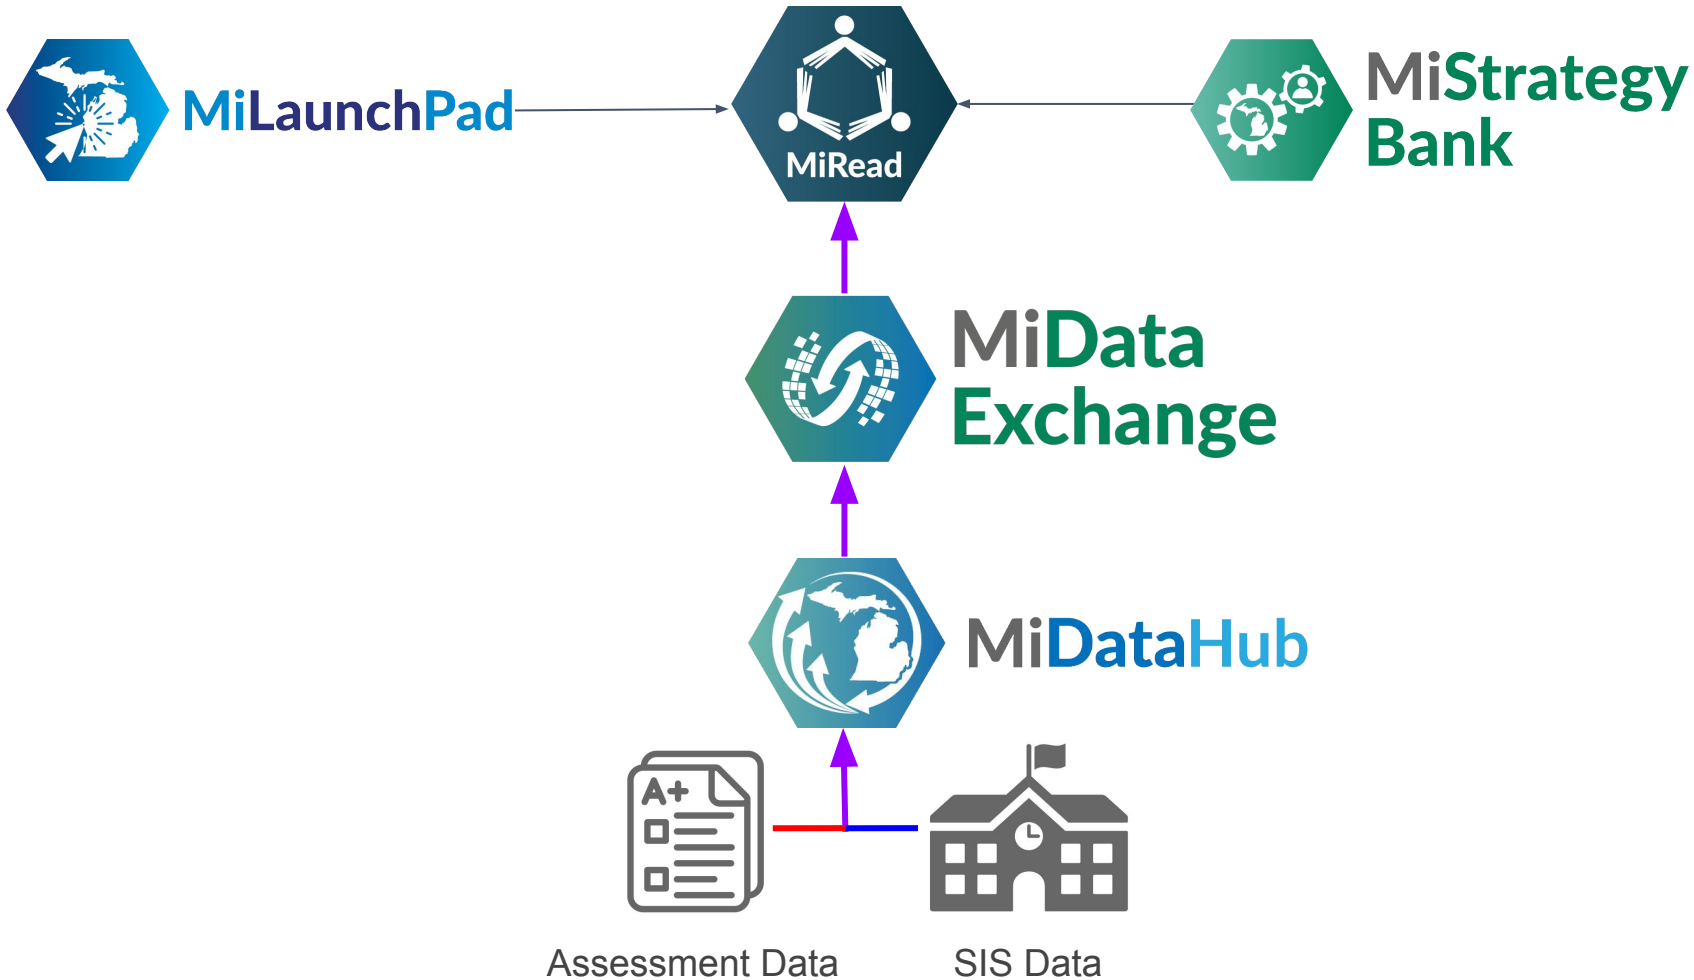 MiLaunchPad
MiRead
MiStrategy
Bank
MiData
Exchange
MiDataHub
A+
Assessment Data
SIS Data